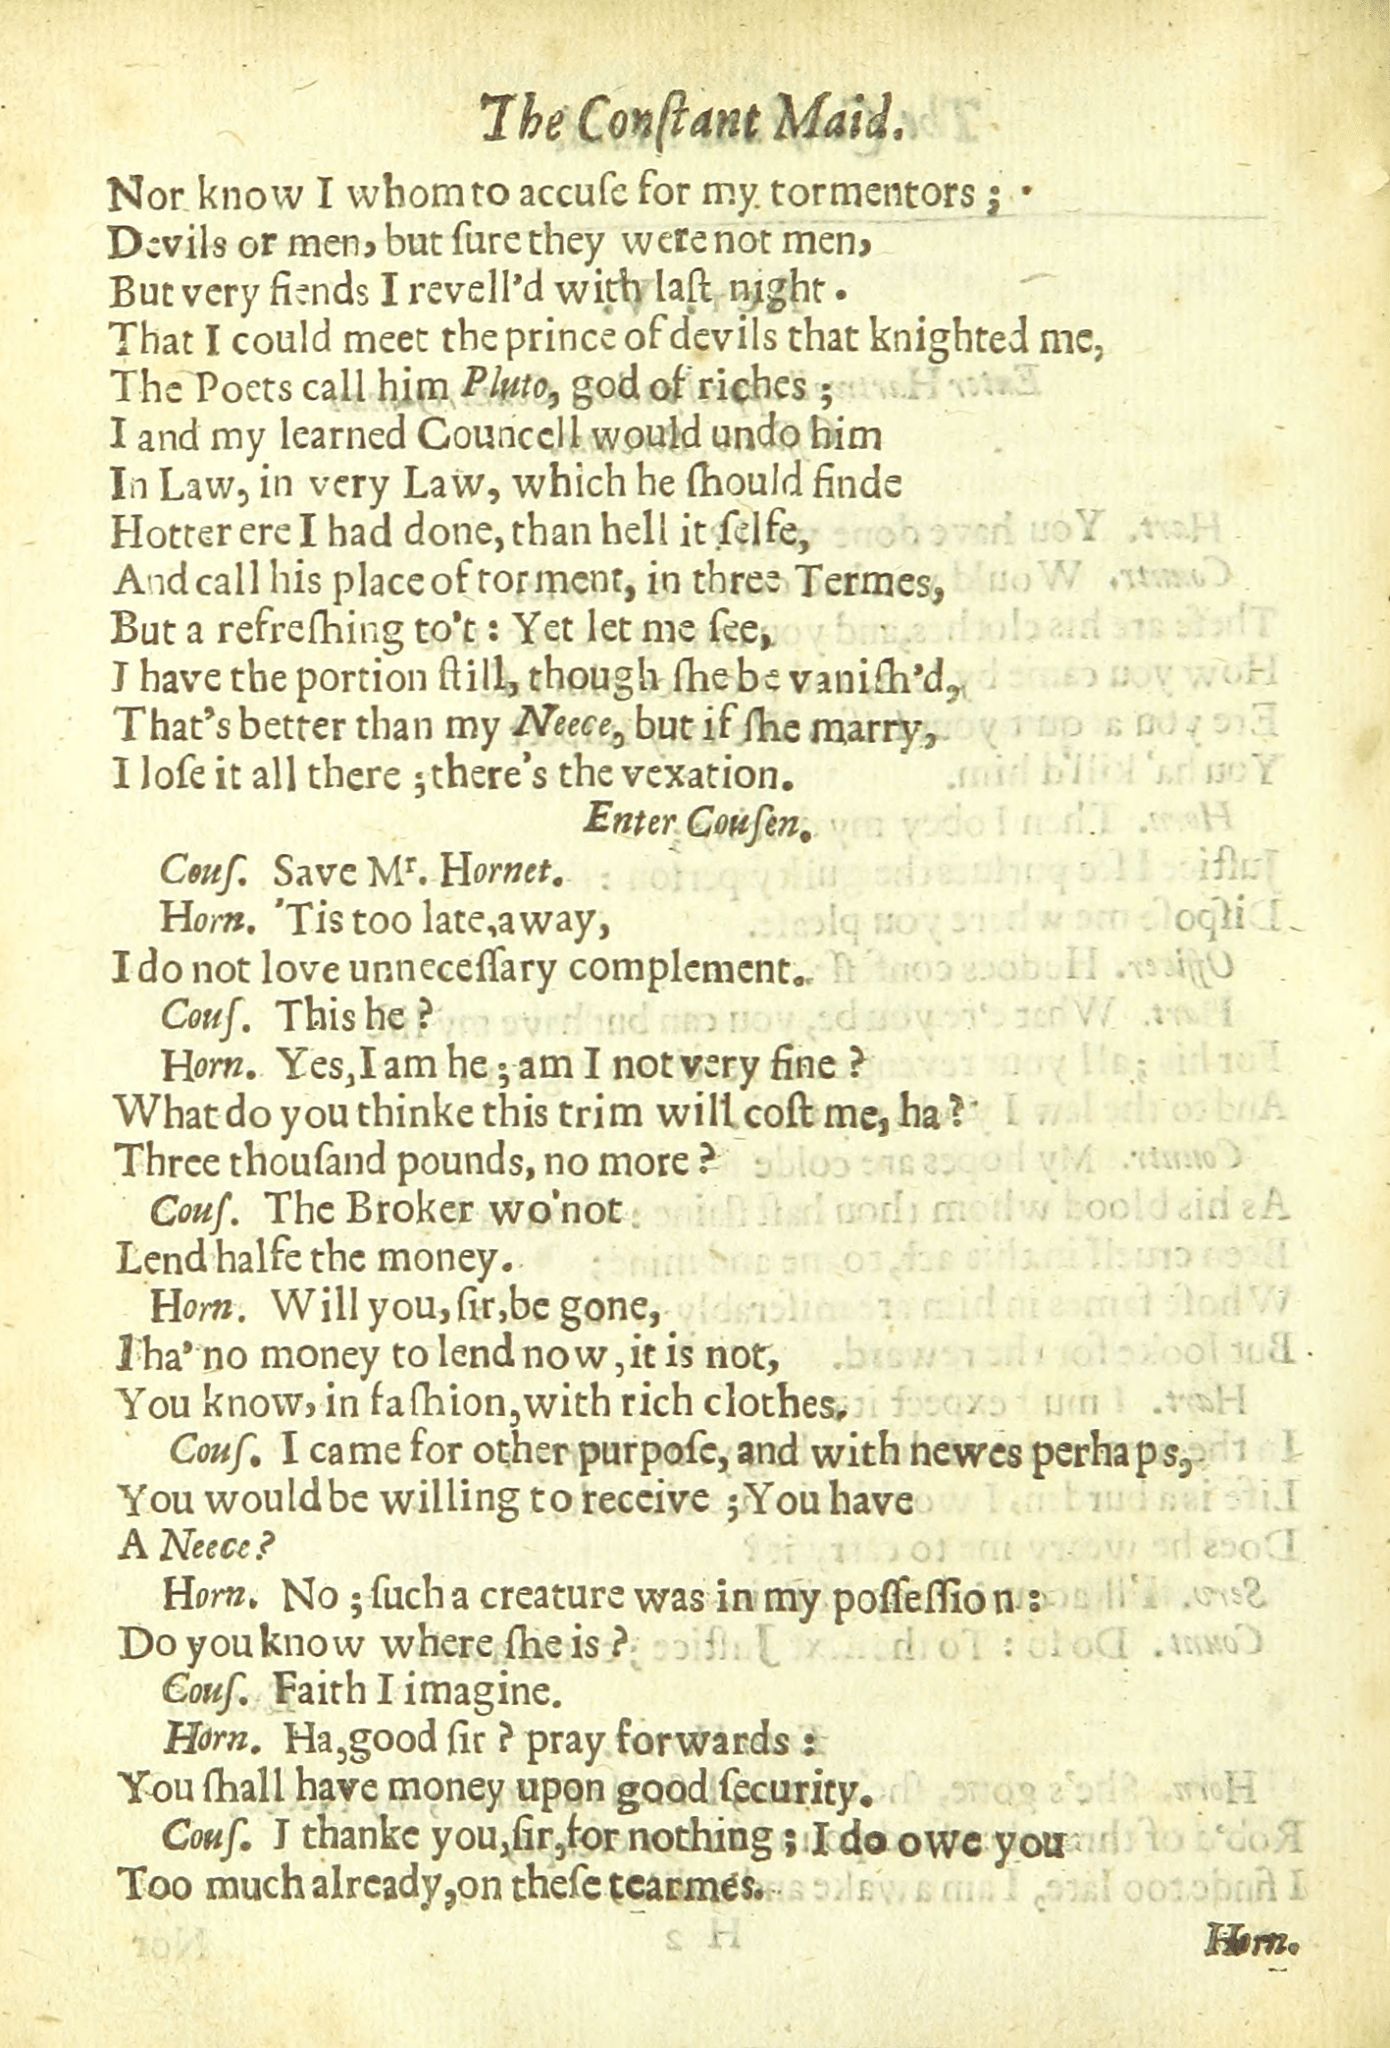 The Conſtant Maid.
Nor know I whom to accuſe for my tormentors;
Devils or men, but ſure they were not men,
But very fiends I revell'd with laſt night.
That I could meet the prince of devils that knighted me,
The Poets call him Pluto, god of riches;
I and my learned Councell would undo him
In Law, in very Law, which he ſhould finde
Hotter ere I had done, than hell it ſelfe,
And call his place of torment, in three Termes,
But a refreſhing to't: Yet let me ſee,
I have the portion ſtill, though ſhe be vaniſh'd,
That's better than my Neece, but if ſhe marry,
I loſe it all there; there's the vexation.
Enter Couſen.
Couſ. Save Mr. Hornet.
Horn. 'Tis too late, away,
I do not love unneceſſary complement.
Couſ. This he?
Horn. Yes, I am he; am I not very fine?
What do you thinke this trim will coſt me, ha?
Three thouſand pounds, no more?
Couſ. The Broker wo'not
Lend halfe the money.
Horn. Will you, ſir, be gone,
I ha' no money to lend now, it is not,
You know, in faſhion, with rich clothes.
Couſ. I came for other purpoſe, and with newes perhaps,
You would be willing to receive; You have
A Neece?
Horn. No; ſuch a creature was in my poſſeſſion:
Do you know where ſhe is?
Couſ. Faith I imagine.
Horn. Ha, good ſir? pray forwards:
You ſhall have money upon good ſecurity.
Couſ. I thanke you, ſir, for nothing; I do owe you
Too much already, on theſe tearmes.
Horn.